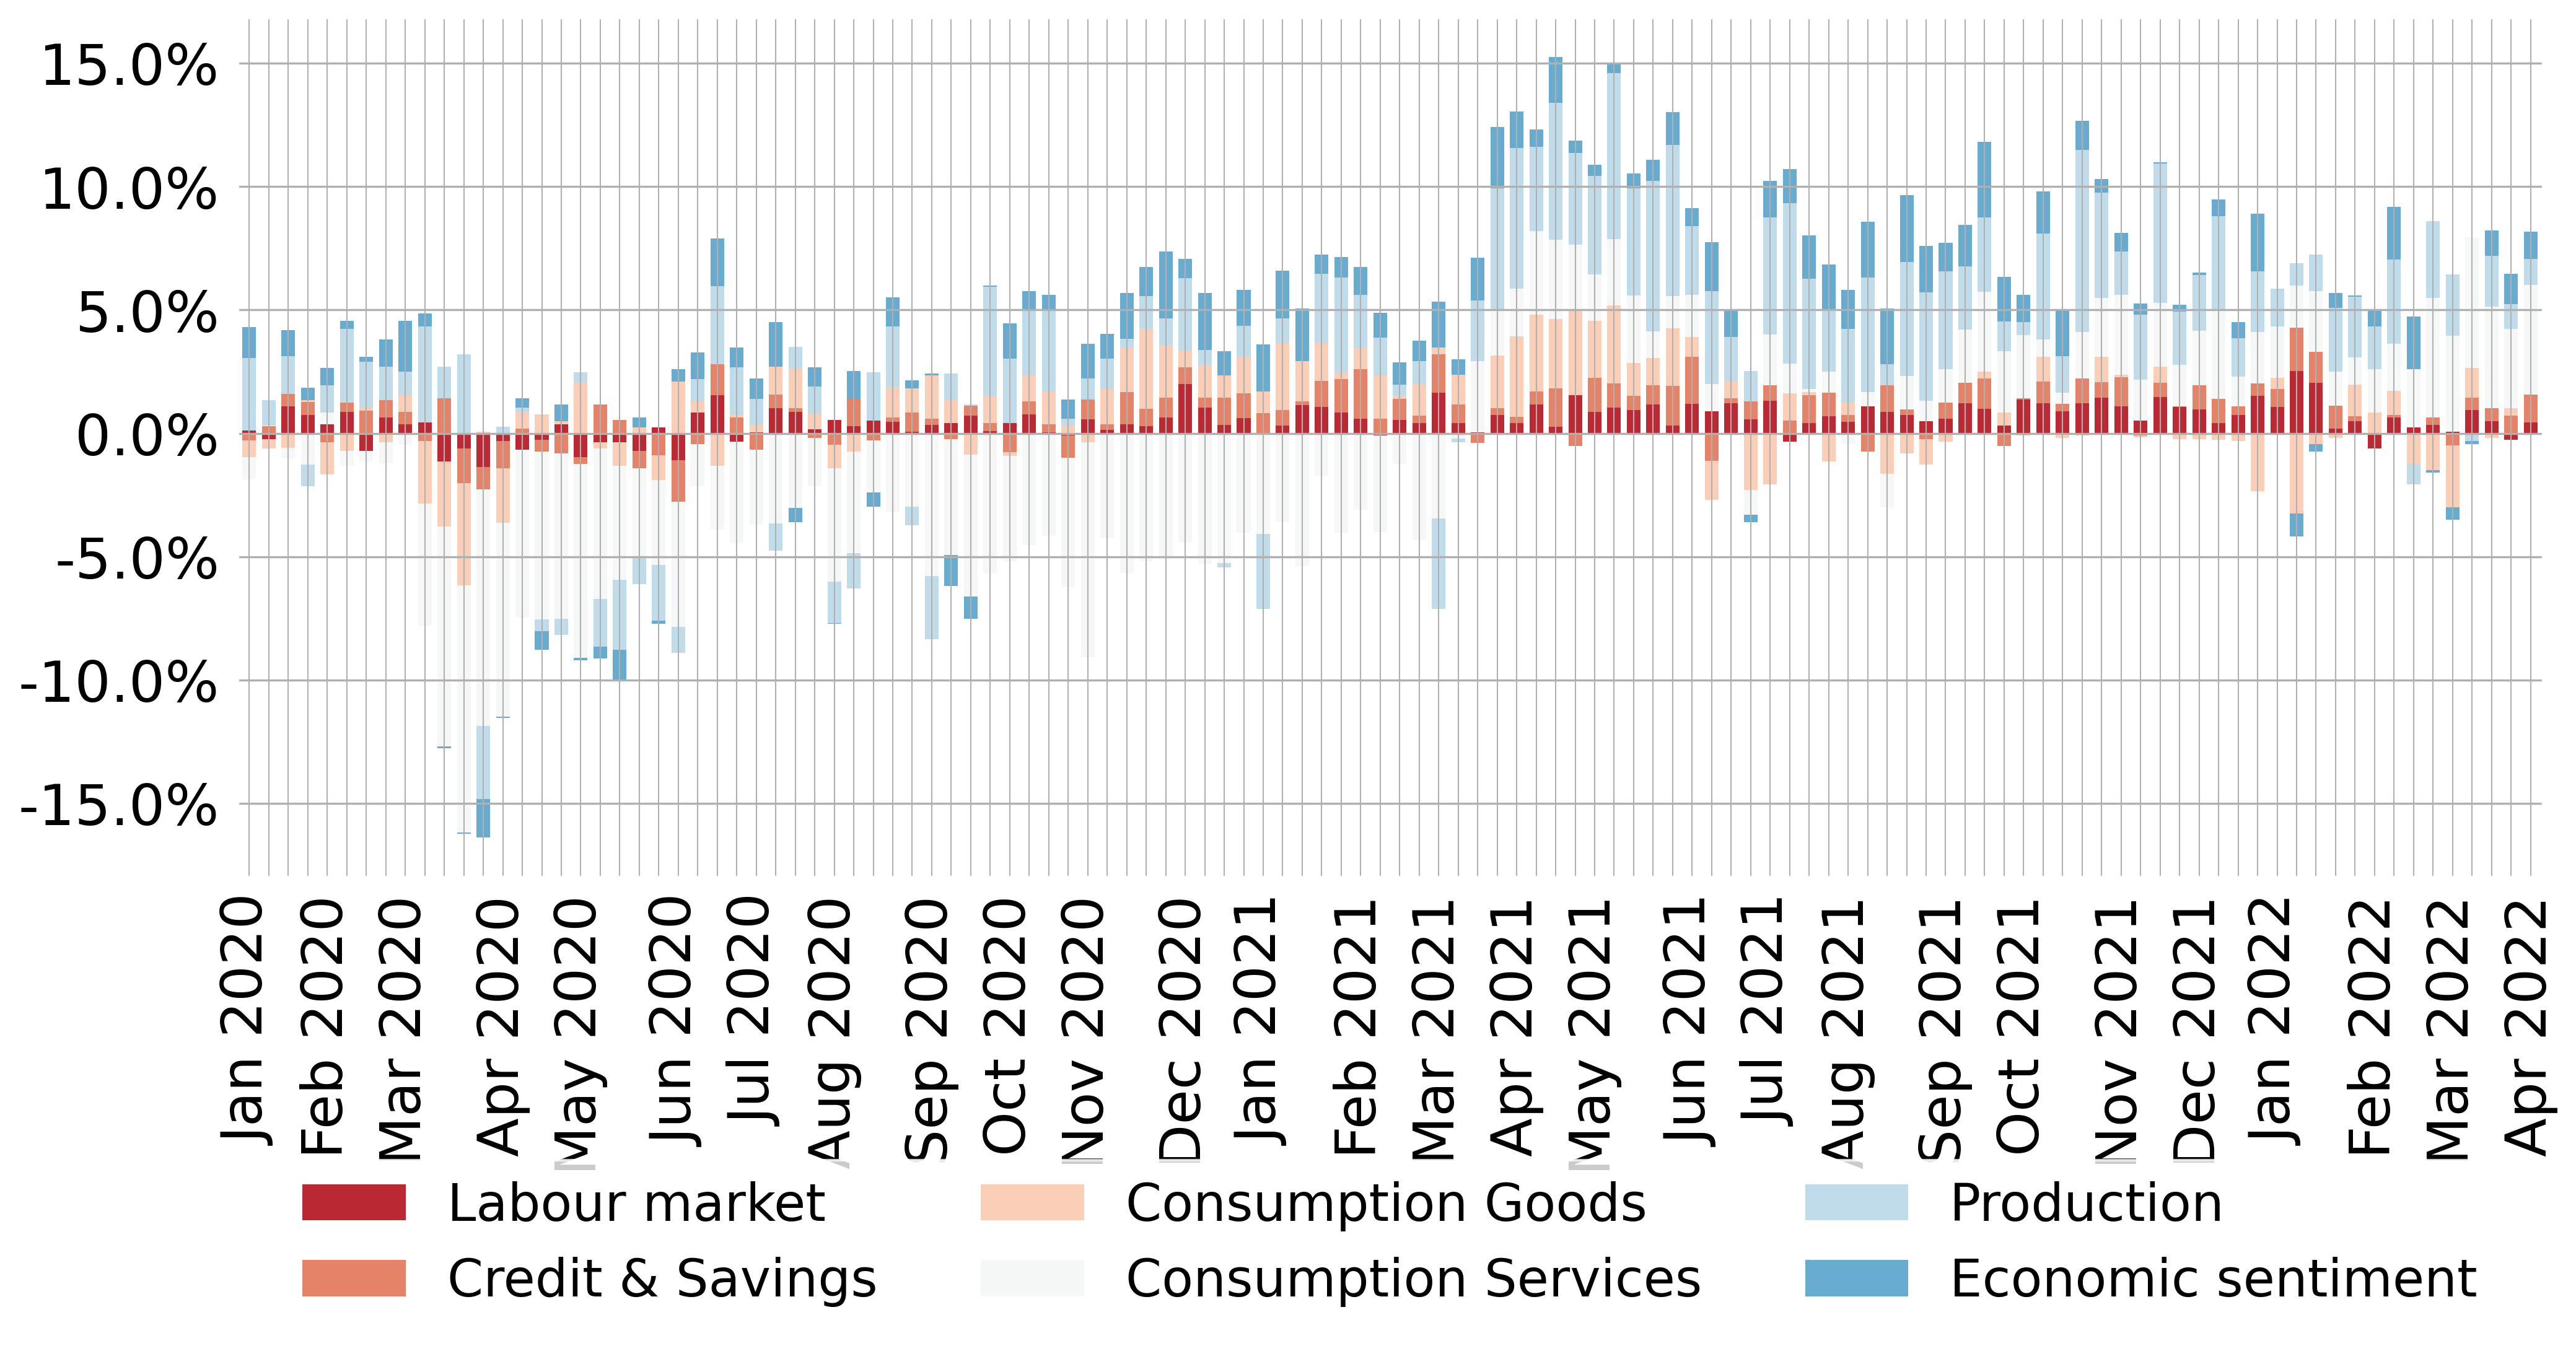 15.0%
10.0%
5.0%
0.0%
-5.0%
-10.0%
-15.0%
Jan 2020
Feb 2020
Mar 2020
Apr 2020
May 2020
Jun 2020
Jul 2020
Aug 2020
Sep 2020
Oct 2020
Nov 2020
Dec 2020
Jan 2021
Feb 2021
Mar 2021
Apr 2021
May 2021
Jun 2021
Jul 2021
Aug 2021
Sep 2021
Oct 2021
Nov 2021
Dec 2021
Jan 2022
Feb 2022
Mar 2022
Apr 2022
Labour market
Consumption Goods
Production
Credit & Savings
Consumption Services
Economic sentiment